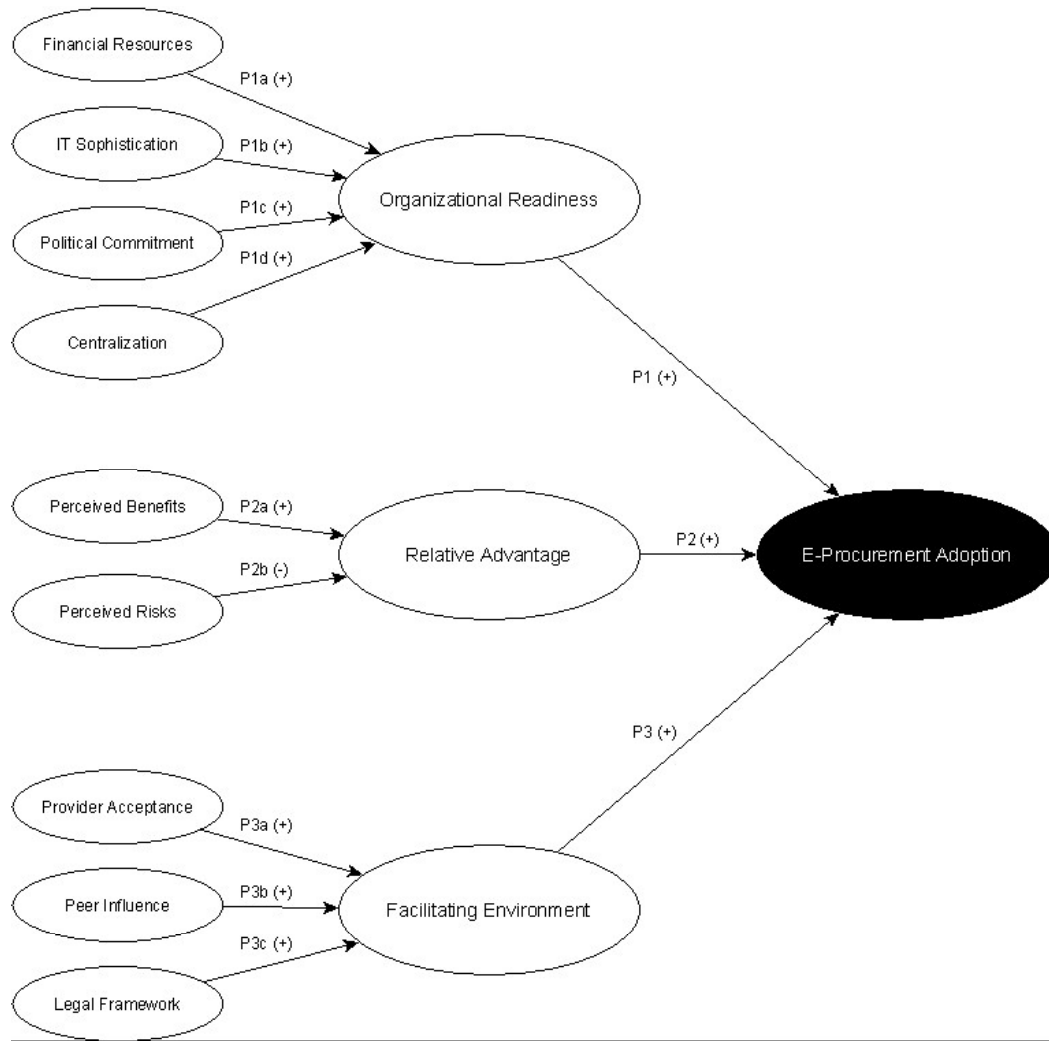 Financial Resources
P1a (+)
IT Sophistication
P1b (+)
Organizational Readiness
P1c (+)
Political Commitment
P1d (+)
Centralization
P1 (+)
Perceived Benefits
P2a (+)
Relative Advantage
P2 (+)
E-Procurement Adoption
P2b (-)
Perceived Risks
P3 (+)
Provider Acceptance
P3a (+)
Peer Influence
P3b (+)
Facilitating Environment
P3c (+)
Legal Framework